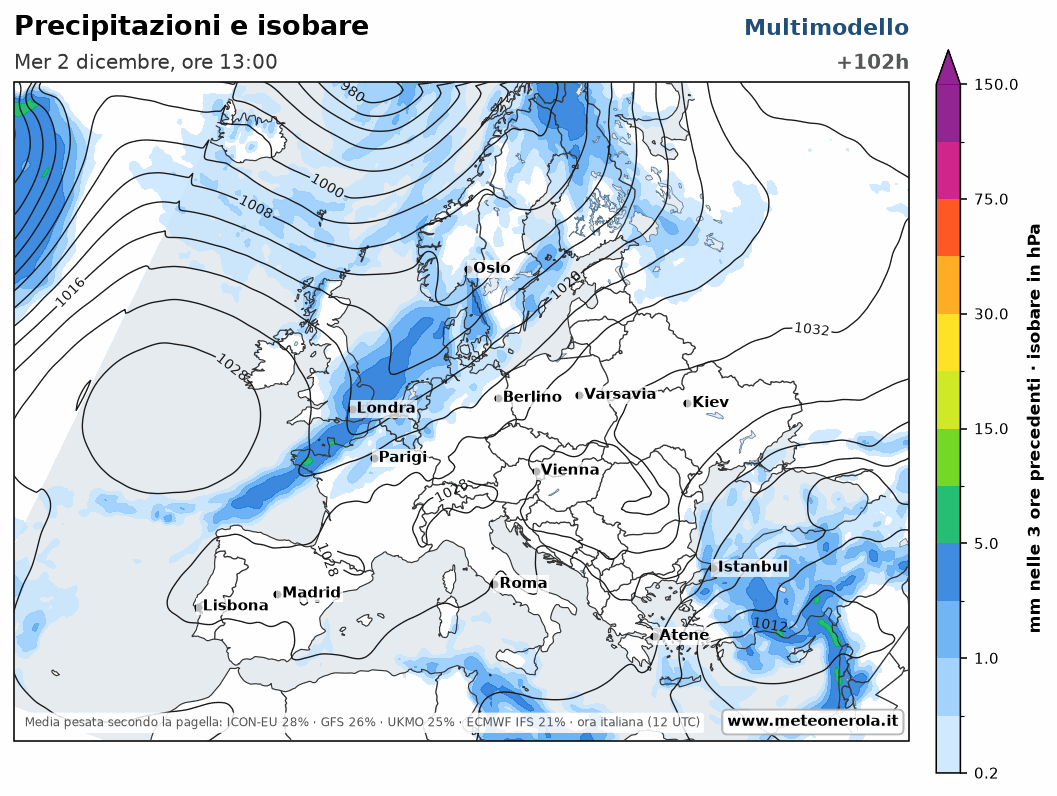 Precipitazioni e isobare
Multimodello
Mer 2 dicembre, ore 13:00
+102h
980
1000
1008
1016
1028
1028
1032
1028
1028
1012
Oslo
Londra
Berlino
Varsavia
Kiev
Parigi
Vienna
Istanbul
Roma
Madrid
Lisbona
Atene
Media pesata secondo la pagella: ICON-EU 28% · GFS 26% · UKMO 25% · ECMWF IFS 21% · ora italiana (12 UTC)
www.meteonerola.it
150.0
75.0
30.0
15.0
5.0
1.0
0.2
mm nelle 3 ore precedenti · isobare in hPa